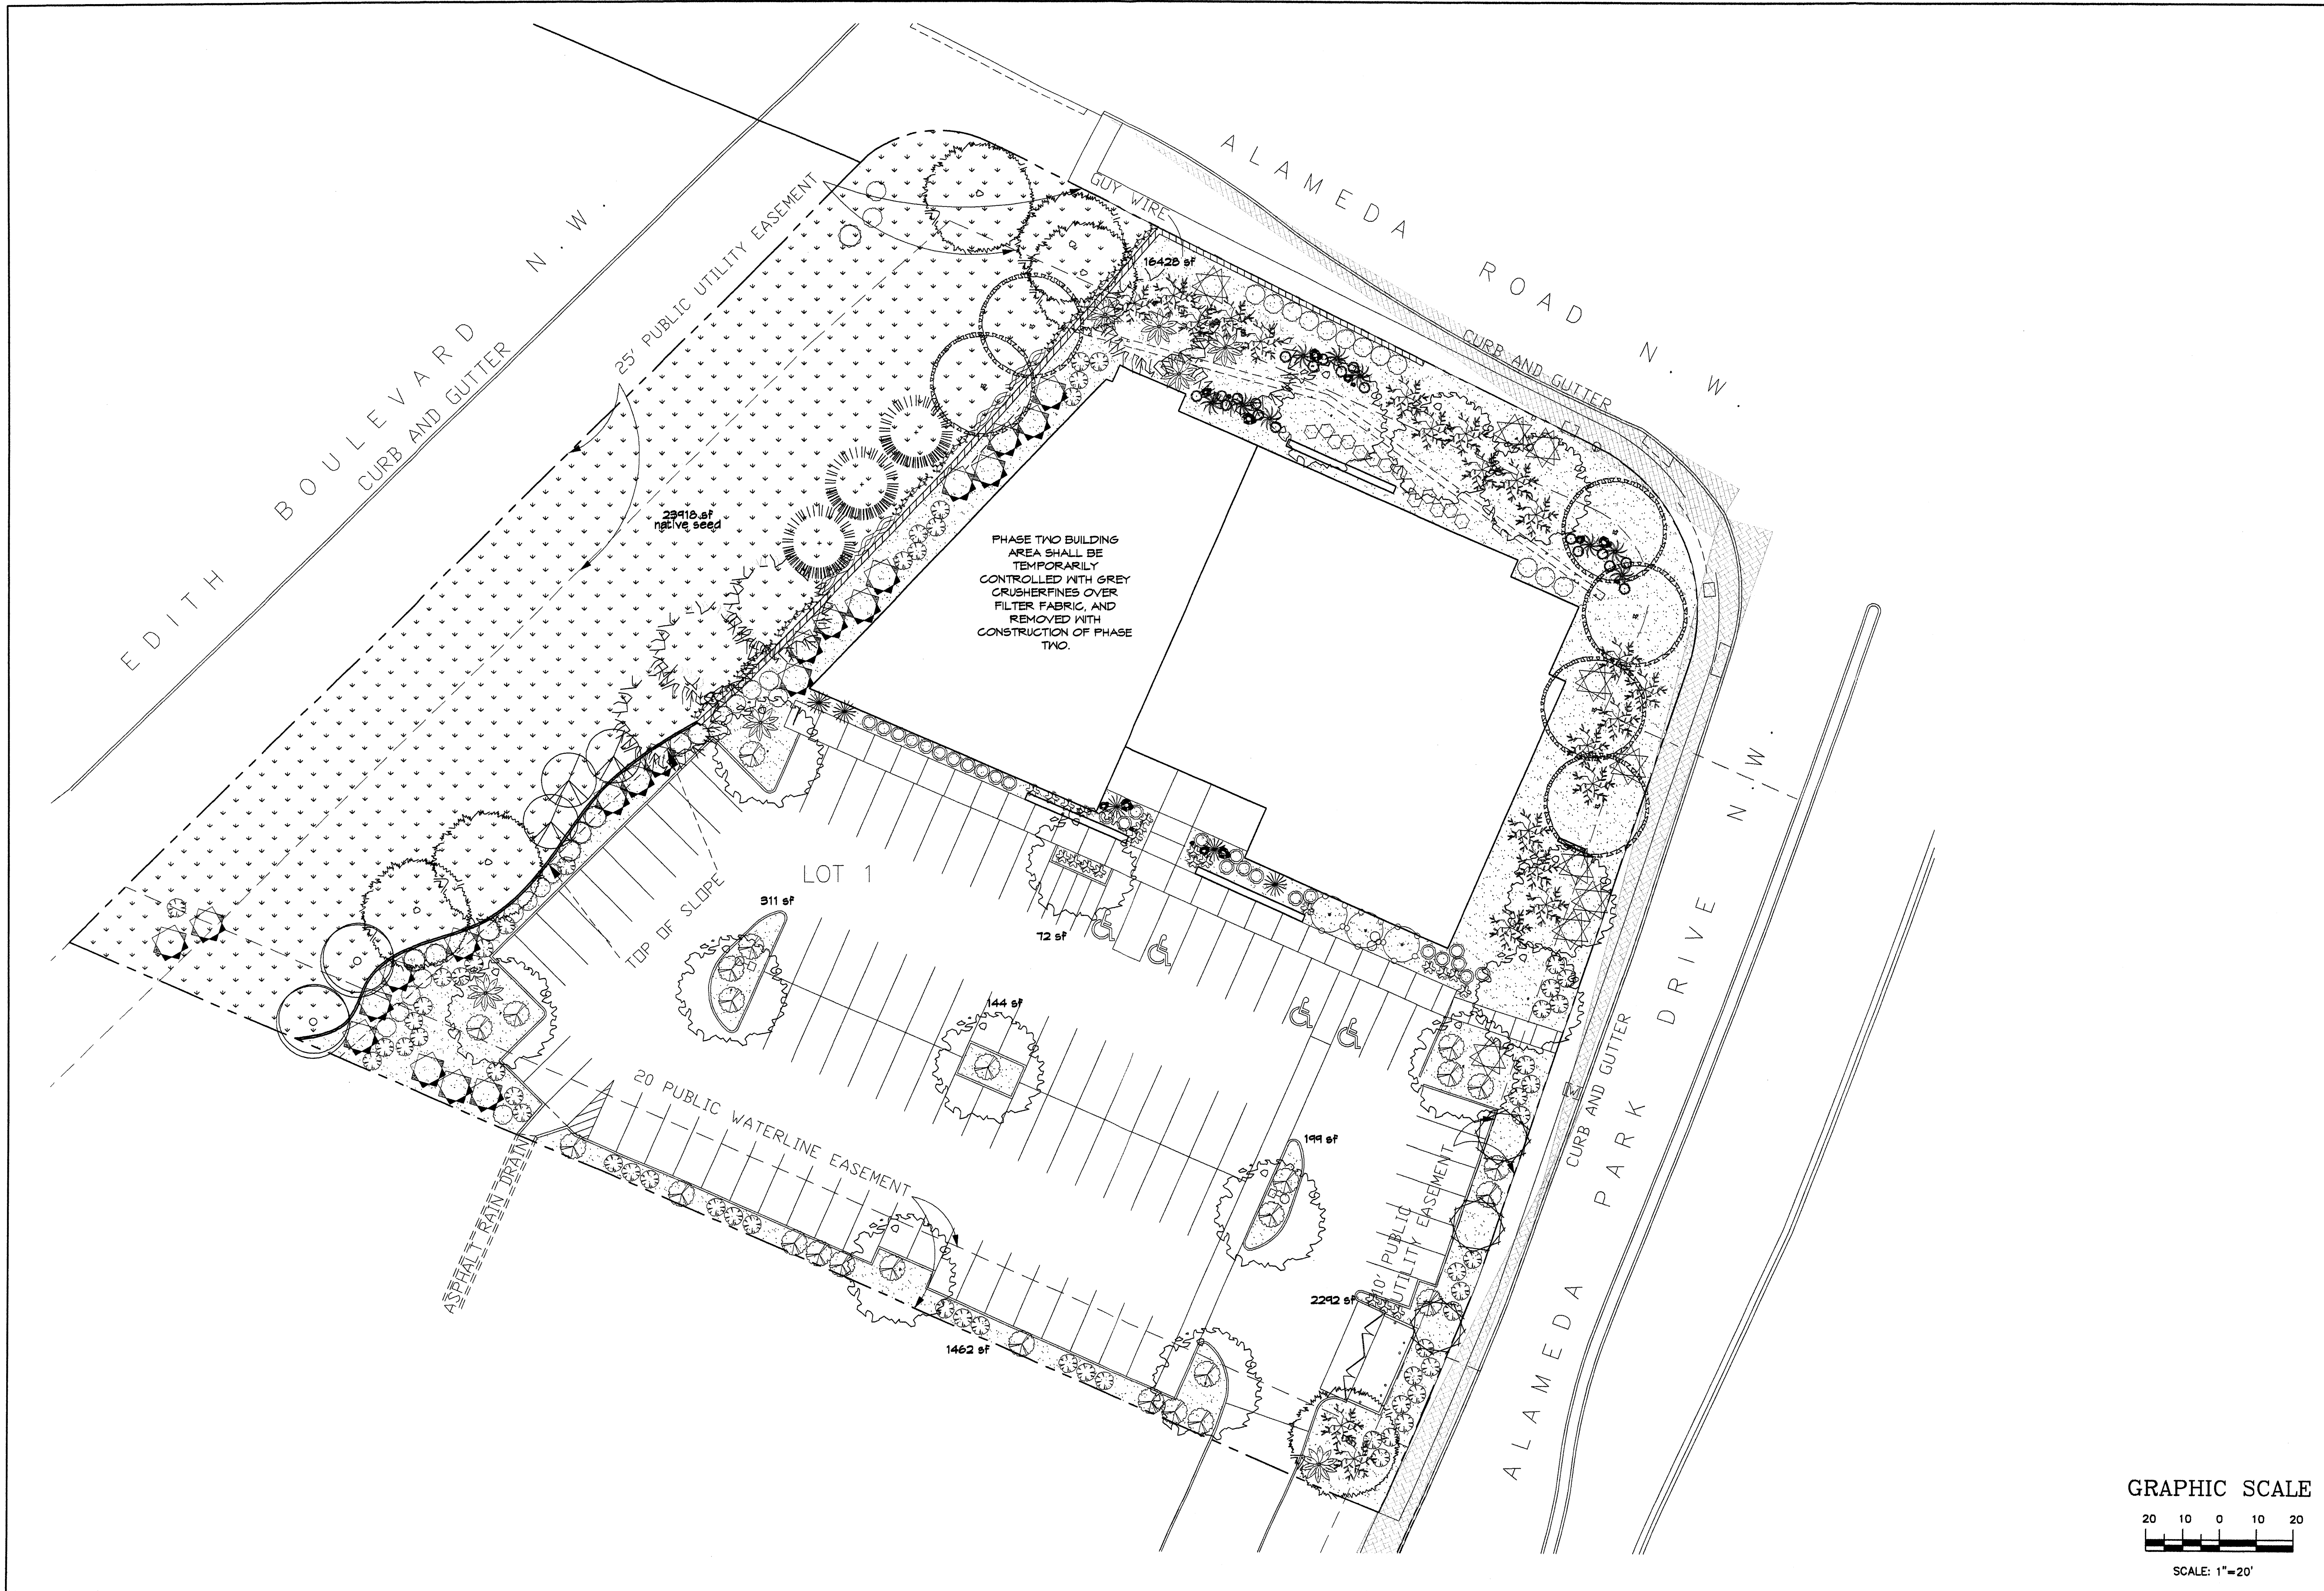 ALAMEDA ROAD N.W.
GUY WIRE
25' PUBLIC UTILITY EASEMENT
EDITH BOULEVARD N.W.
CURB AND GUTTER
16428 sf
CURB AND GUTTER
23918 sf
native seed
PHASE TWO BUILDING
AREA SHALL BE
TEMPORARILY
CONTROLLED WITH GREY
CRUSHERFINES OVER
FILTER FABRIC, AND
REMOVED WITH
CONSTRUCTION OF PHASE
TWO.
LOT 1
TOP OF SLOPE
311 sf
72 sf
144 sf
20 PUBLIC WATERLINE EASEMENT
199 sf
ASPHALT RAIN DRAIN
10' PUBLIC
UTILITY EASEMENT
CURB AND GUTTER
ALAMEDA PARK DRIVE N.W.
2292 sf
1462 sf
GRAPHIC SCALE
20 10 0 10 20
SCALE: 1"=20'